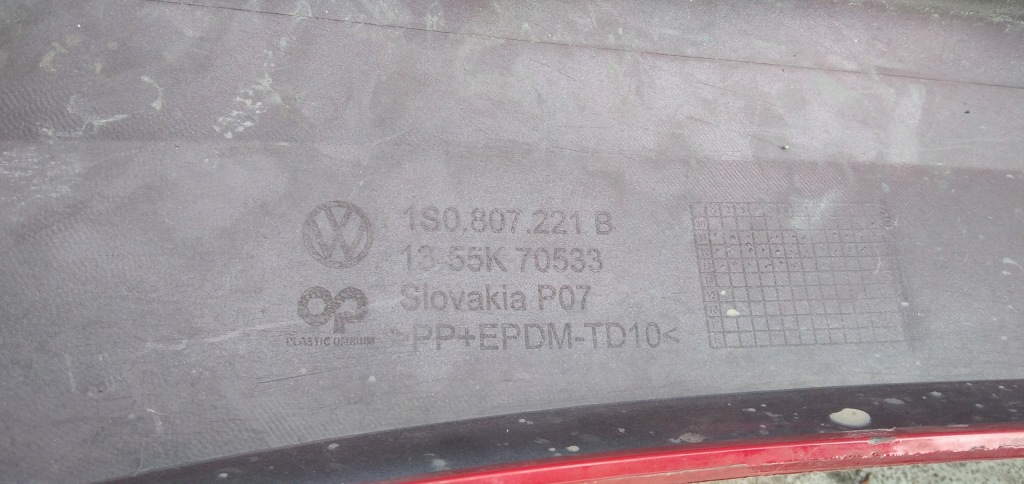 1S0.807.221 B
13 55K 70533
Slovakia P07
PLASTIC OMNIUM
>PP+EPDM-TD10<